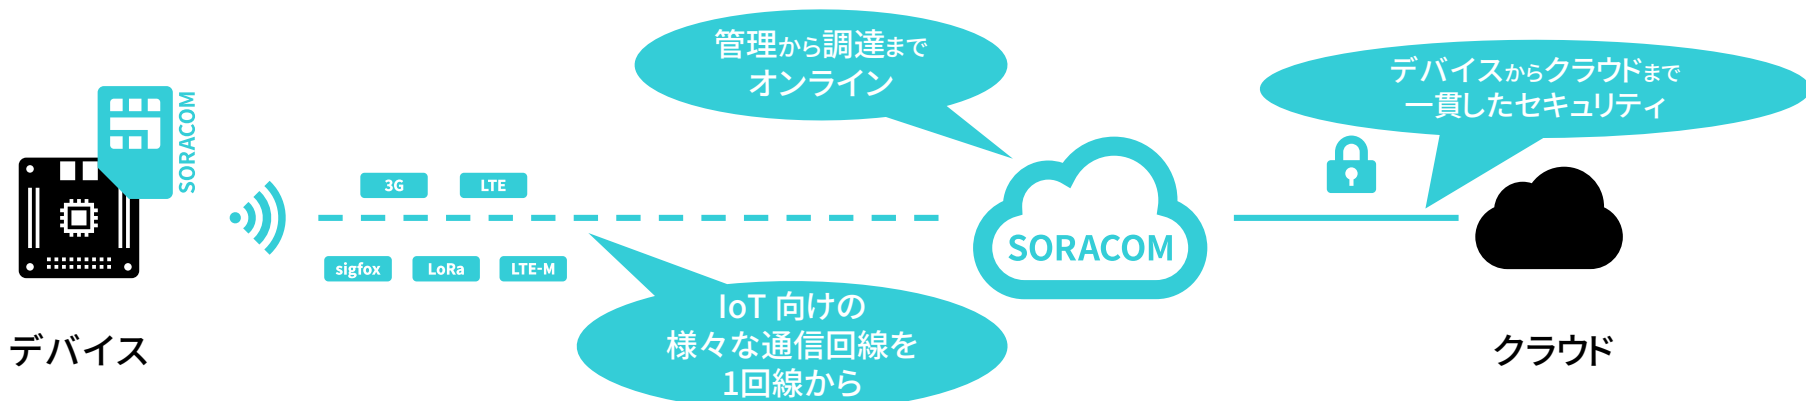 管理から調達まで
オンライン
デバイスからクラウドまで
一貫したセキュリティ
SORACOM
3G
LTE
sigfox
LoRa
LTE-M
SORACOM
IoT 向けの
様々な通信回線を
1回線から
デバイス
クラウド